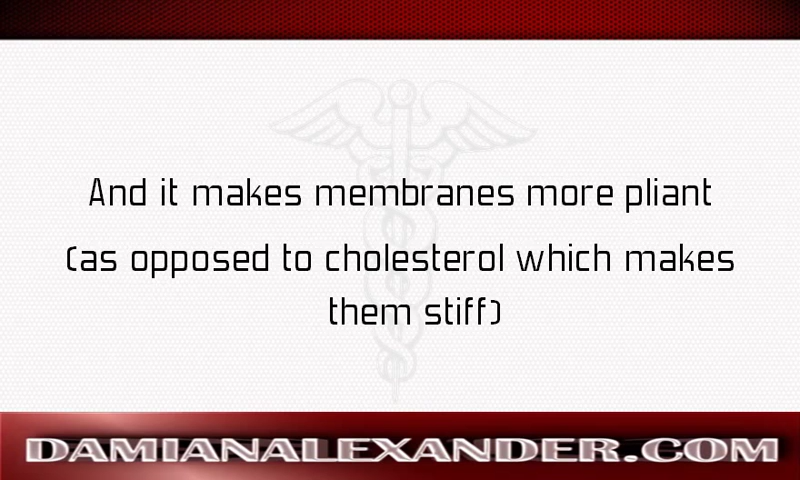 And it makes membranes more pliant
(as opposed to cholesterol which makes
them stiff)
DAMIANALEXANDER.COM